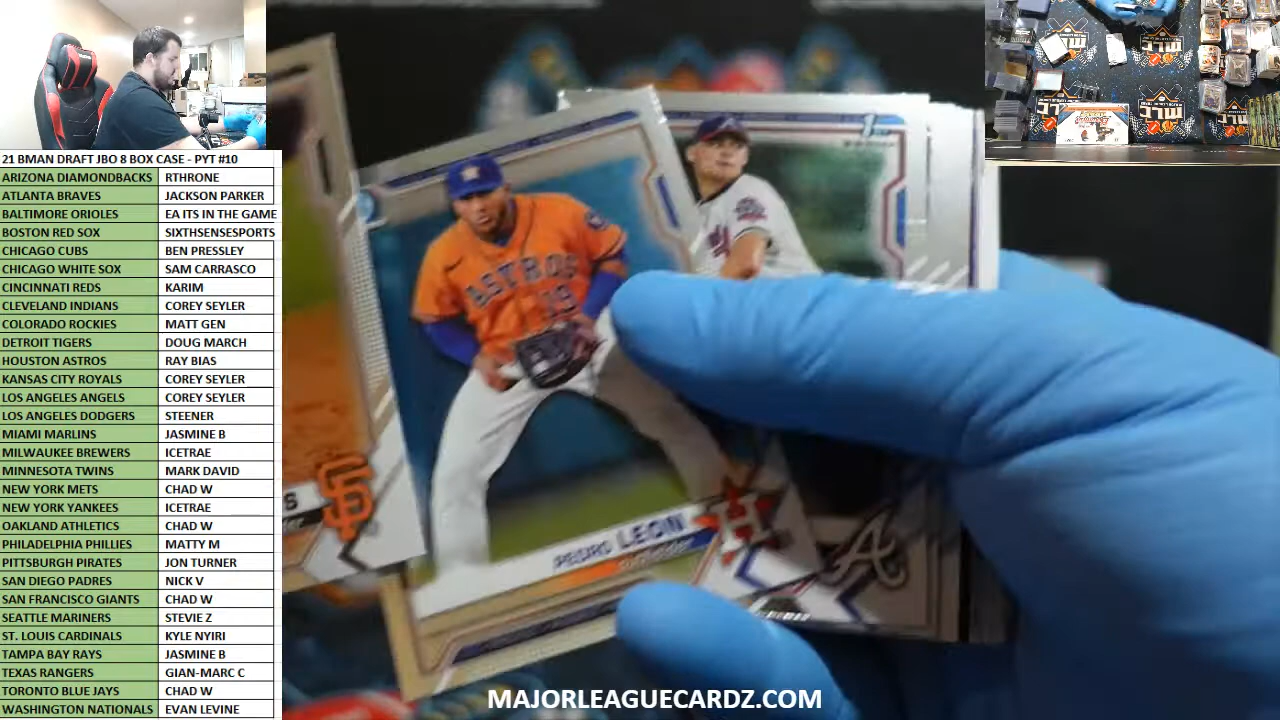 21 BMAN DRAFT JBO 8 BOX CASE - PYT #10
ARIZONA DIAMONDBACKS RTHRONE
ATLANTA BRAVES JACKSON PARKER
BALTIMORE ORIOLES EA ITS IN THE GAME
BOSTON RED SOX SIXTHSENSESPORTS
CHICAGO CUBS BEN PRESSLEY
CHICAGO WHITE SOX SAM CARRASCO
CINCINNATI REDS KARIM
CLEVELAND INDIANS COREY SEYLER
COLORADO ROCKIES MATT GEN
DETROIT TIGERS DOUG MARCH
HOUSTON ASTROS RAY BIAS
KANSAS CITY ROYALS COREY SEYLER
LOS ANGELES ANGELS COREY SEYLER
LOS ANGELES DODGERS STEENER
MIAMI MARLINS JASMINE B
MILWAUKEE BREWERS ICETRAE
MINNESOTA TWINS MARK DAVID
NEW YORK METS CHAD W
NEW YORK YANKEES ICETRAE
OAKLAND ATHLETICS CHAD W
PHILADELPHIA PHILLIES MATTY M
PITTSBURGH PIRATES JON TURNER
SAN DIEGO PADRES NICK V
SAN FRANCISCO GIANTS CHAD W
SEATTLE MARINERS STEVIE Z
ST. LOUIS CARDINALS KYLE NYIRI
TAMPA BAY RAYS JASMINE B
TEXAS RANGERS GIAN-MARC C
TORONTO BLUE JAYS CHAD W
WASHINGTON NATIONALS EVAN LEVINE
ASTROS
19
PEDRO LEON
H
A
S
SF
1st
MLC
MLC
MLC
MAJORLEAGUECARDZ.COM